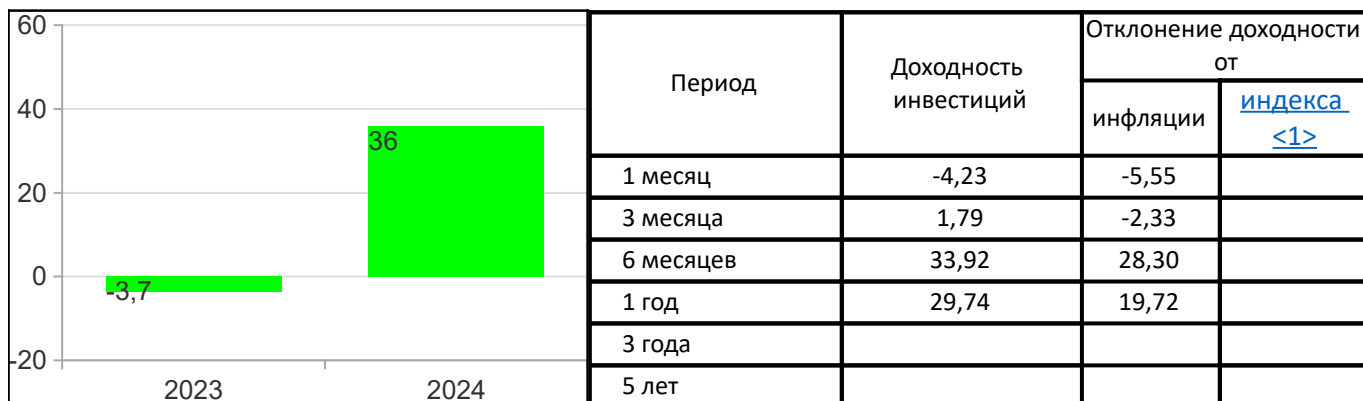 60
40
20
0
-20
-3,7
36
2023
2024
Период
Доходность
инвестиций
Отклонение доходности
от
инфляции
индекса
<1>
1 месяц -4,23 -5,55
3 месяца 1,79 -2,33
6 месяцев 33,92 28,30
1 год 29,74 19,72
3 года
5 лет